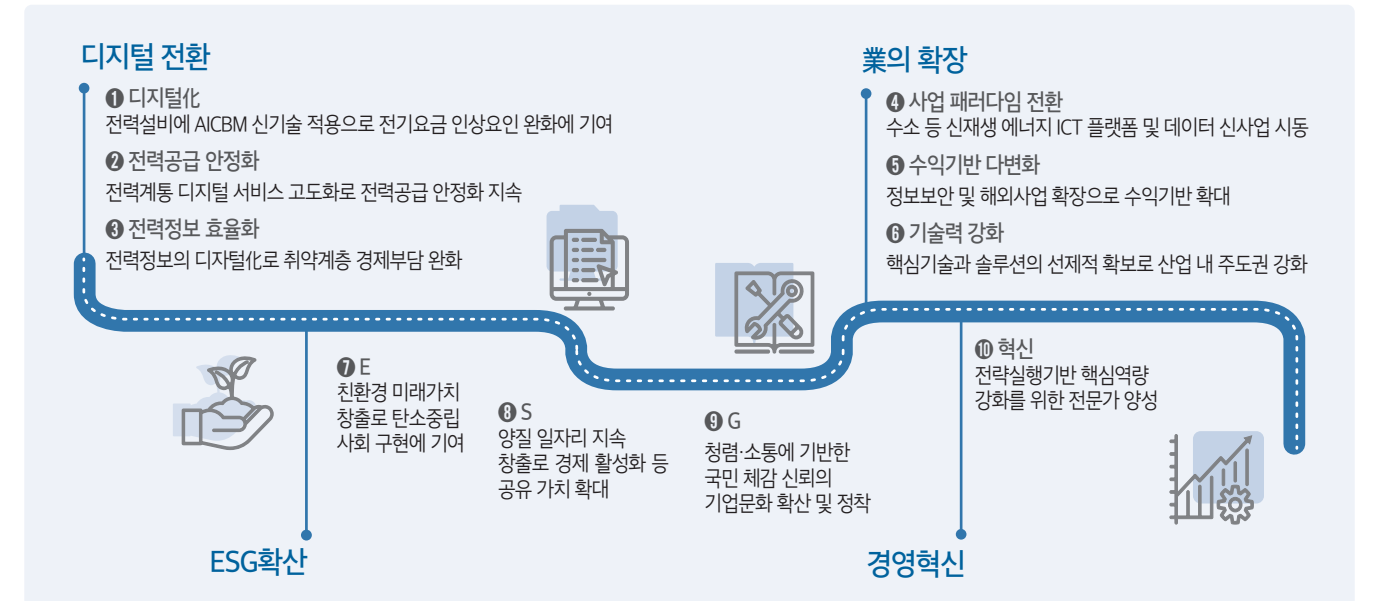 디지털 전환
❶ 디지털化
전력설비에 AICBM 신기술 적용으로 전기요금 인상요인 완화에 기여
❷ 전력공급 안정화
전력계통 디지털 서비스 고도화로 전력공급 안정화 지속
❸ 전력정보 효율화
전력정보의 디자털化로 취약계층 경제부담 완화
業의 확장
❹ 사업 패러다임 전환
수소 등 신재생 에너지 ICT 플랫폼 및 데이터 신사업 시동
❺ 수익기반 다변화
정보보안 및 해외사업 확장으로 수익기반 확대
❻ 기술력 강화
핵심기술과 솔루션의 선제적 확보로 산업 내 주도권 강화
❼ E
친환경 미래가치
창출로 탄소중립
사회 구현에 기여
❽ S
양질 일자리 지속
창출로 경제 활성화 등
공유 가치 확대
❾ G
청렴·소통에 기반한
국민 체감 신뢰의
기업문화 확산 및 정착
ESG확산
❿ 혁신
전략실행기반 핵심역량
강화를 위한 전문가 양성
경영혁신